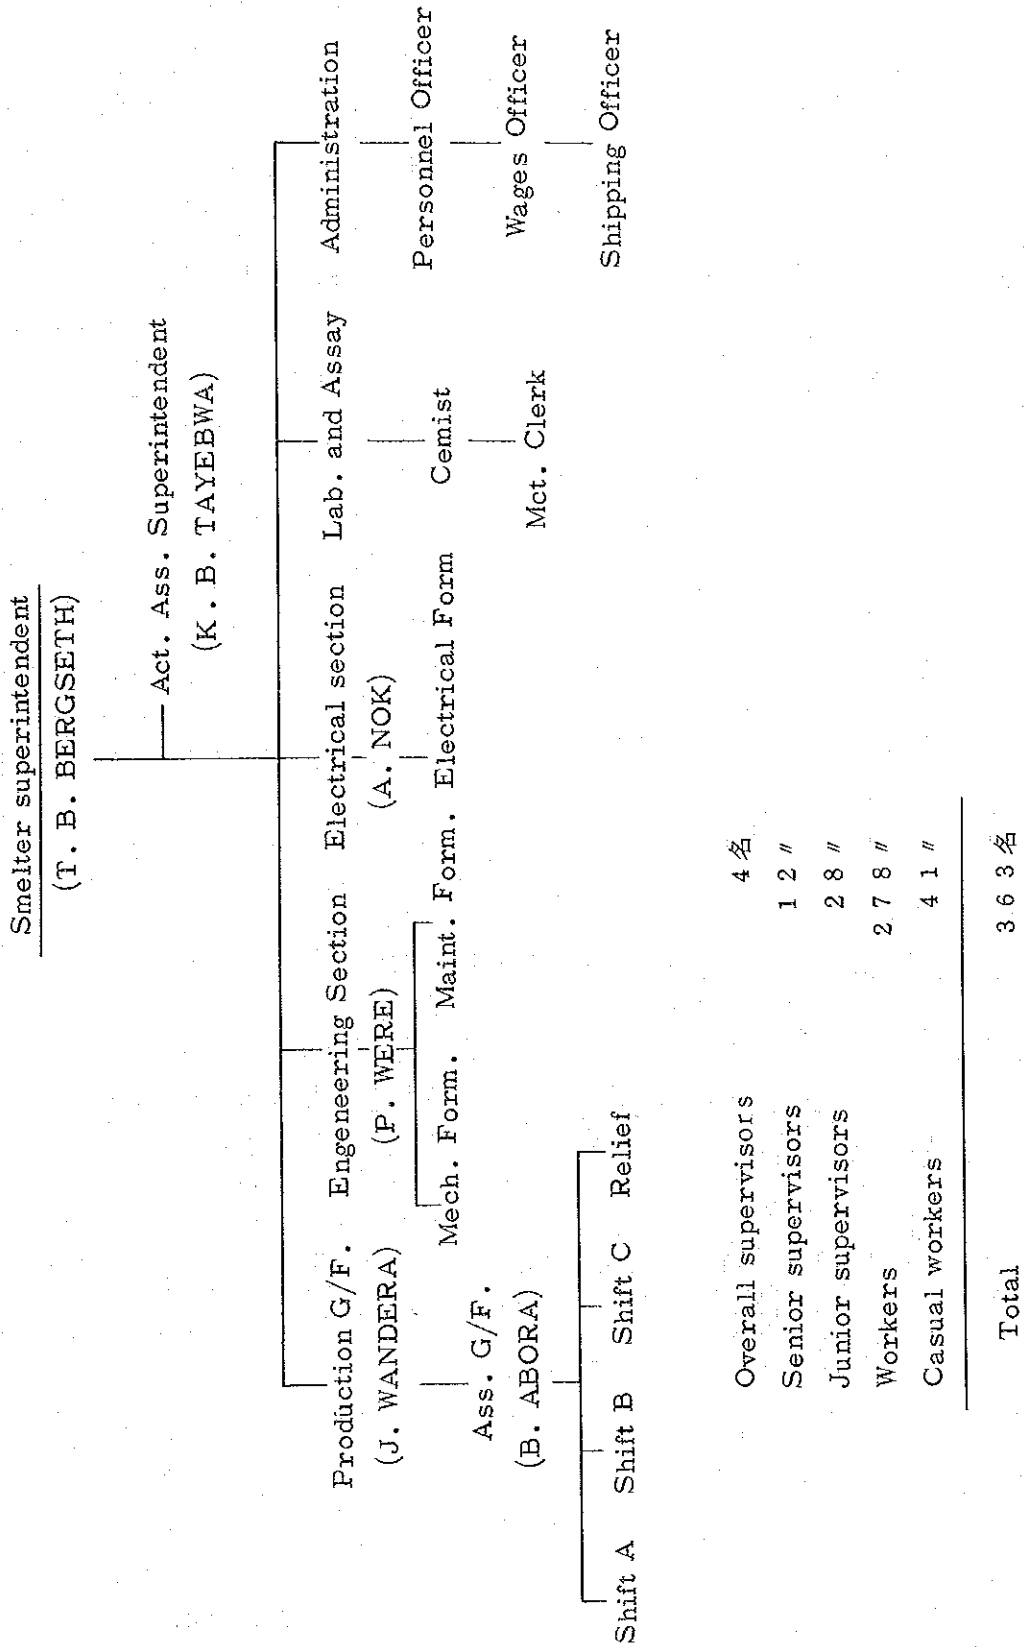 Smelter superintendent
(T. B. BERGSETH)
Act. Ass. Superintendent
(K. B. TAYEBWA)
Production G/F. Engeneering Section Electrical section Lab. and Assay Administration
(J. WANDERA) (P. WERE) (A. NOK)
Ass. G/F. Mech. Form. Maint. Form. Electrical Form Cemist Personnel Officer
(B. ABORA) Mct. Clerk Wages Officer
Shift A Shift B Shift C Relief Shipping Officer
Overall supervisors 4名
Senior supervisors 12〃
Junior supervisors 28〃
Workers 278〃
Casual workers 41〃
Total 363名